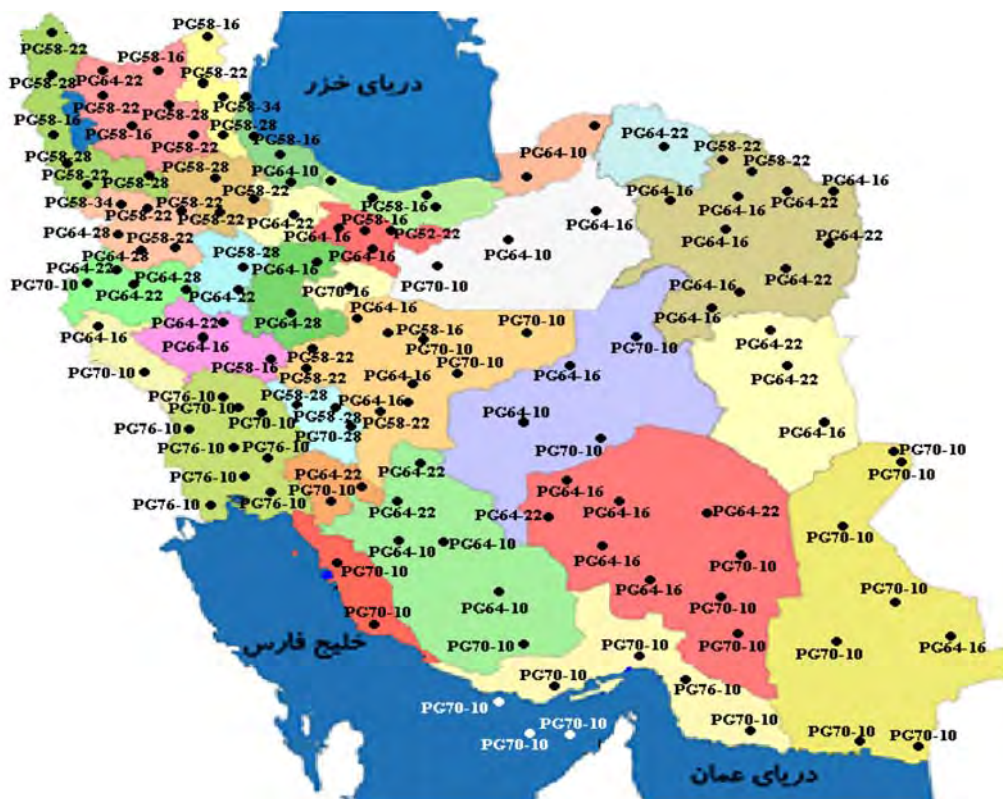 PG58-16
PG58-22
PG58-16
PG64-22
PG58-22
PG58-28
دریای خزر
PG58-22
PG58-28
PG58-34
PG58-16
PG58-16
PG58-22
PG58-28
PG58-16
PG64-22
PG58-22
PG58-22
PG58-28
PG58-28
PG64-10
PG64-10
PG58-22
PG58-28
PG58-22
PG64-16
PG64-16
PG64-22
PG58-34
PG58-22
PG58-22
PG64-22
PG58-16
PG58-16
PG52-22
PG64-16
PG64-16
PG64-22
PG64-28
PG58-22
PG64-28
PG58-28
PG64-16
PG64-16
PG64-10
PG64-22
PG70-10
PG64-28
PG64-22
PG64-22
PG70-16
PG70-10
PG64-22
PG64-16
PG64-16
PG64-16
PG64-22
PG64-28
PG64-16
PG58-16
PG70-10
PG70-10
PG70-10
PG64-22
PG64-16
PG58-16
PG58-22
PG58-22
PG70-10
PG64-16
PG64-22
PG70-10
PG64-16
PG76-10
PG70-10
PG70-10
PG58-28
PG58-28
PG70-28
PG64-16
PG58-22
PG64-10
PG64-16
PG76-10
PG76-10
PG76-10
PG70-10
PG70-10
PG70-10
PG76-10
PG76-10
PG76-10
PG64-22
PG70-10
PG64-22
PG64-22
PG64-16
PG64-22
PG64-16
PG64-22
PG70-10
PG64-10
PG64-10
PG64-16
PG70-10
PG70-10
PG70-10
PG64-10
PG70-10
PG70-10
خلیج فارس
PG70-10
PG70-10
PG70-10
PG70-10
PG64-16
PG70-10
PG76-10
PG70-10
PG70-10
PG70-10
PG70-10
PG70-10
PG70-10
دریای عمان